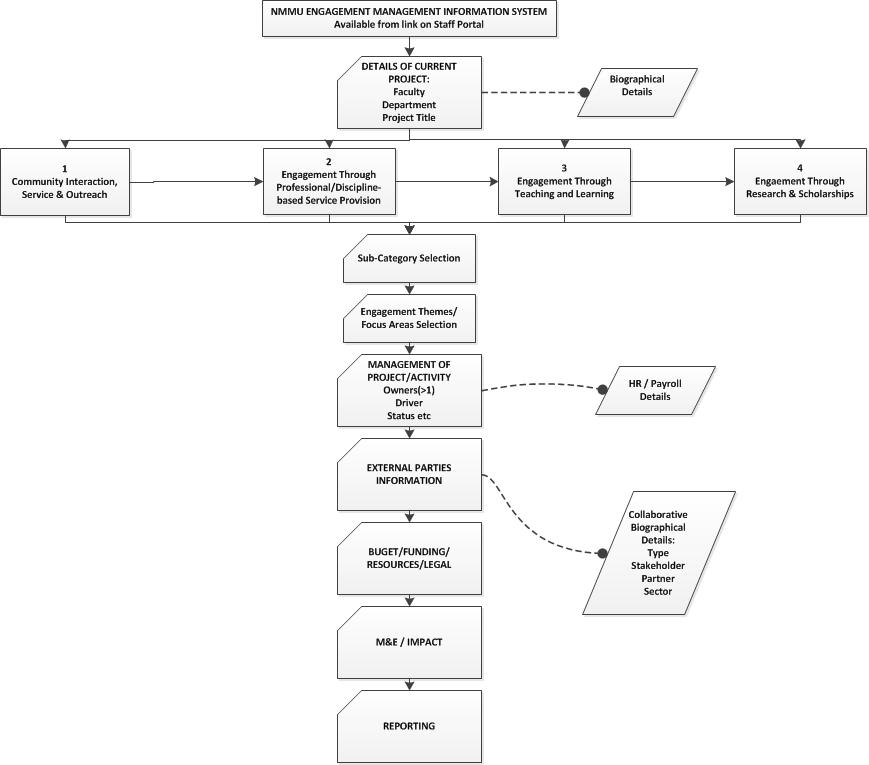 NMMU ENGAGEMENT MANAGEMENT INFORMATION SYSTEM
Available from link on Staff Portal
DETAILS OF CURRENT
PROJECT:
Faculty
Department
Project Title
Biographical
Details
1
Community Interaction,
Service & Outreach
2
Engagement Through
Professional/Discipline-
based Service Provision
3
Engagement Through
Teaching and Learning
4
Engaement Through
Research & Scholarships
Sub-Category Selection
Engagement Themes/
Focus Areas Selection
MANAGEMENT OF
PROJECT/ACTIVITY
Owners(>1)
Driver
Status etc
HR / Payroll
Details
EXTERNAL PARTIES
INFORMATION
Collaborative
Biographical
Details:
Type
Stakeholder
Partner
Sector
BUGET/FUNDING/
RESOURCES/LEGAL
M&E / IMPACT
REPORTING